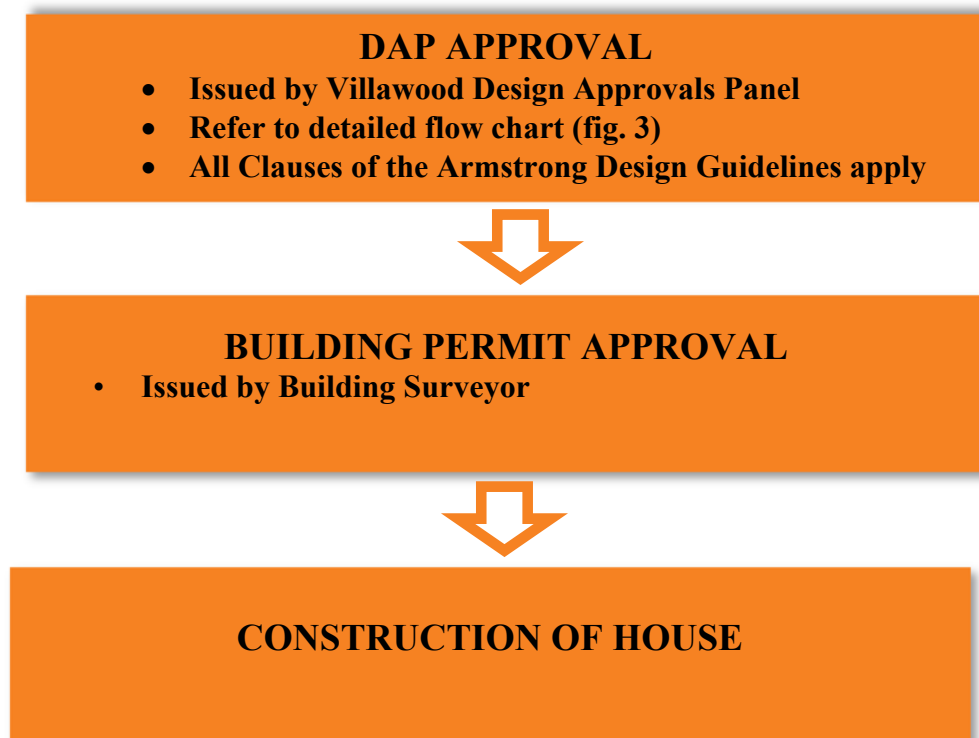 DAP APPROVAL
• Issued by Villawood Design Approvals Panel
• Refer to detailed flow chart (fig. 3)
• All Clauses of the Armstrong Design Guidelines apply
BUILDING PERMIT APPROVAL
• Issued by Building Surveyor
CONSTRUCTION OF HOUSE